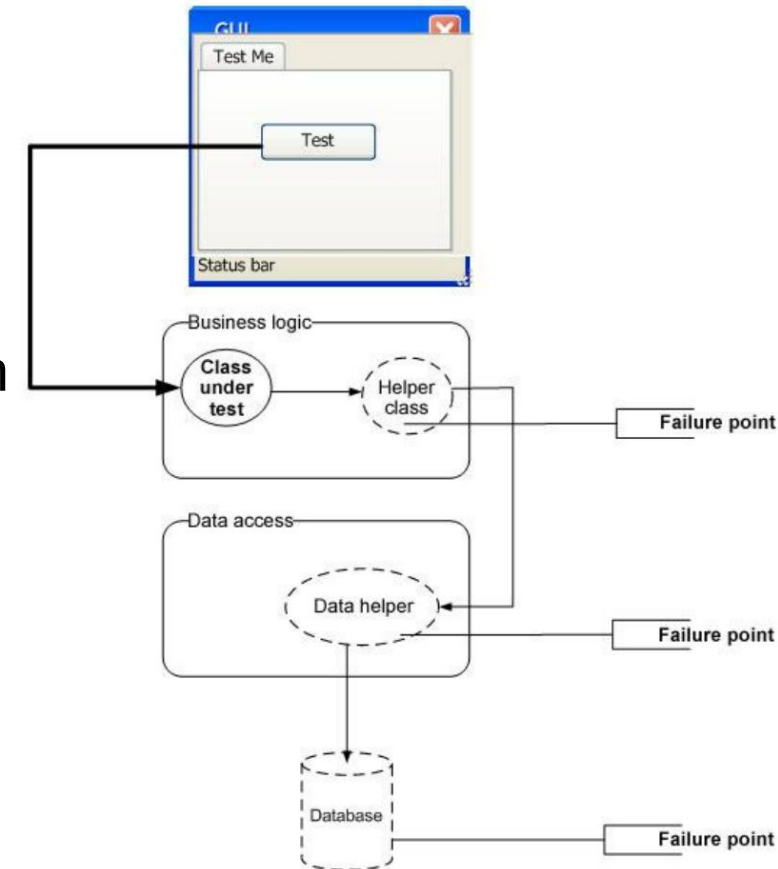 GUI
Test Me
Test
Status bar
Business logic
Class
under
test
Helper
class
Failure point
Data access
Data helper
Failure point
Database
Failure point